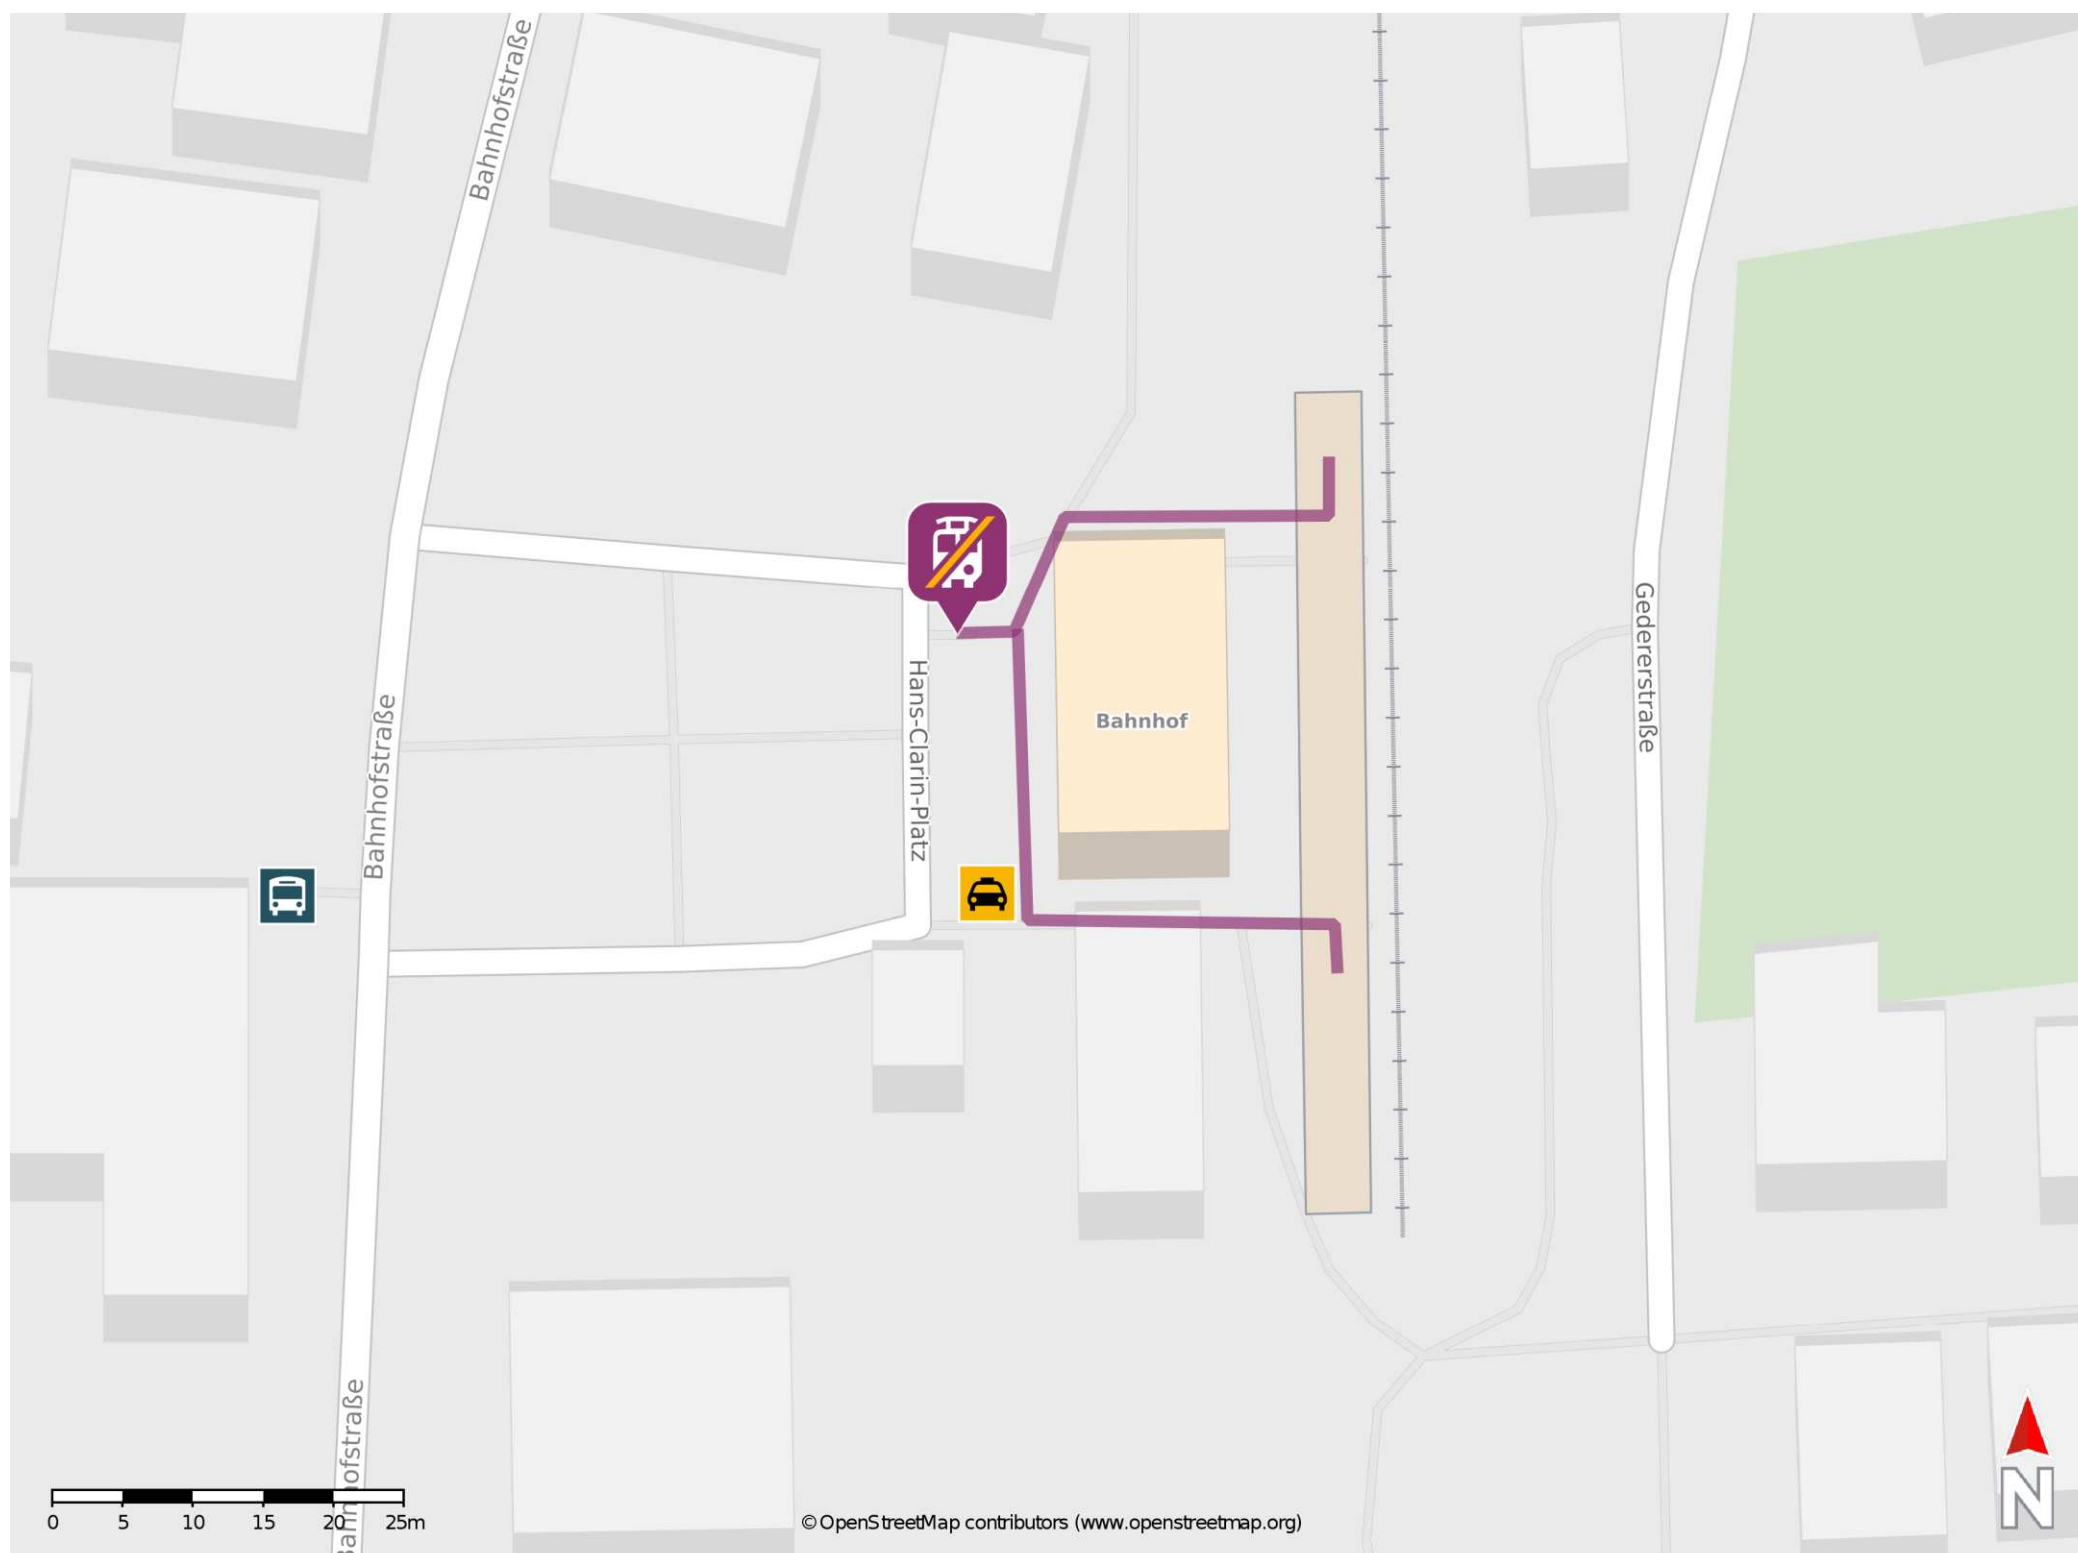 Bahnhofstraße
Gedererstraße
Hans-Clarin-Platz
Bahnhofstraße
Bahnhof
Bahnhofstraße
0 5 10 15 20 25m
© OpenStreetMap contributors (www.openstreetmap.org)
N